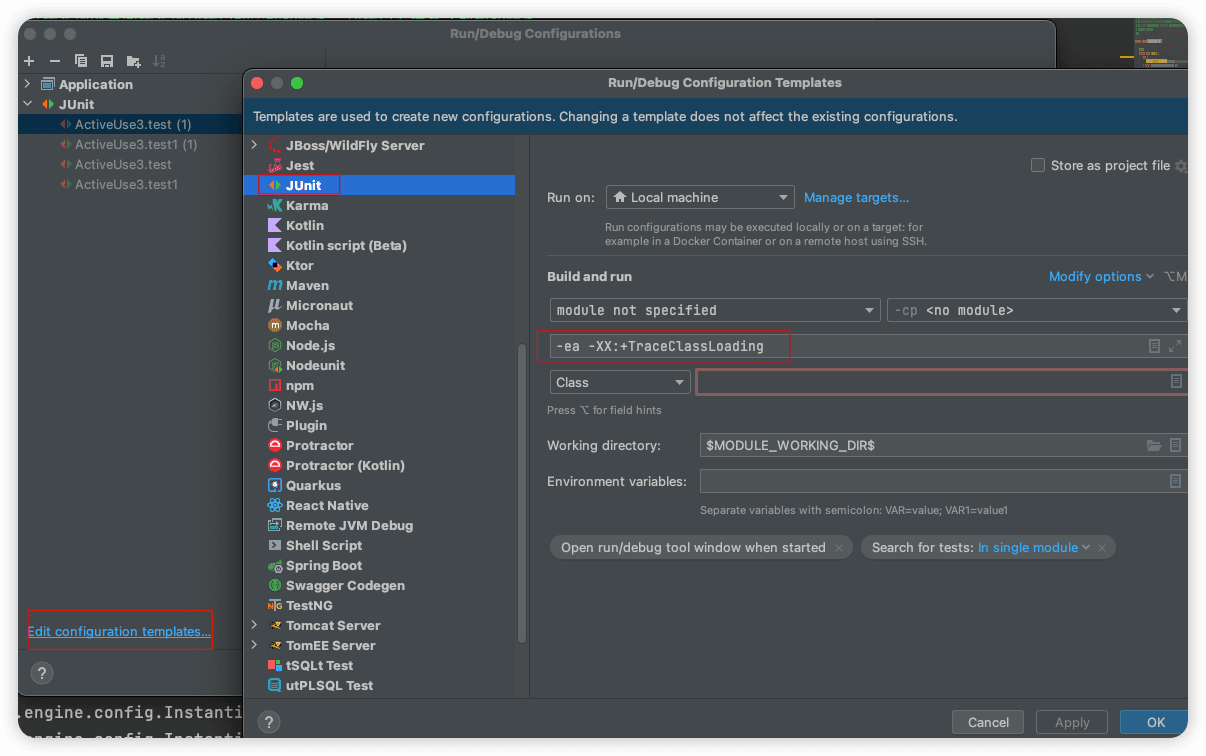 Run/Debug Configurations
Application
JUnit
ActiveUse3.test (1)
ActiveUse3.test1 (1)
ActiveUse3.test
ActiveUse3.test1
Edit configuration templates...
?
.engine.config.Instanti
.engine.config.Instanti
Run/Debug Configuration Templates
Templates are used to create new configurations. Changing a template does not affect the existing configurations.
JBoss/WildFly Server
Jest
JUnit
Karma
Kotlin
Kotlin script (Beta)
Ktor
Maven
Micronaut
Mocha
Node.js
Nodeunit
npm
NW.js
Plugin
Protractor
Protractor (Kotlin)
Quarkus
React Native
Remote JVM Debug
Shell Script
Spring Boot
Swagger Codegen
TestNG
Tomcat Server
TomEE Server
tSQLt Test
utPLSQL Test
Store as project file
Run on: Local machine Manage targets...
Run configurations may be executed locally or on a target: for
example in a Docker Container or on a remote host using SSH.
Build and run Modify options ⌥M
module not specified -cp <no module>
-ea -XX:+TraceClassLoading
Class
Press ⌥ for field hints
Working directory: $MODULE_WORKING_DIR$
Environment variables:
Separate variables with semicolon: VAR=value; VAR1=value1
Open run/debug tool window when started × Search for tests: In single module ×
? Cancel Apply OK